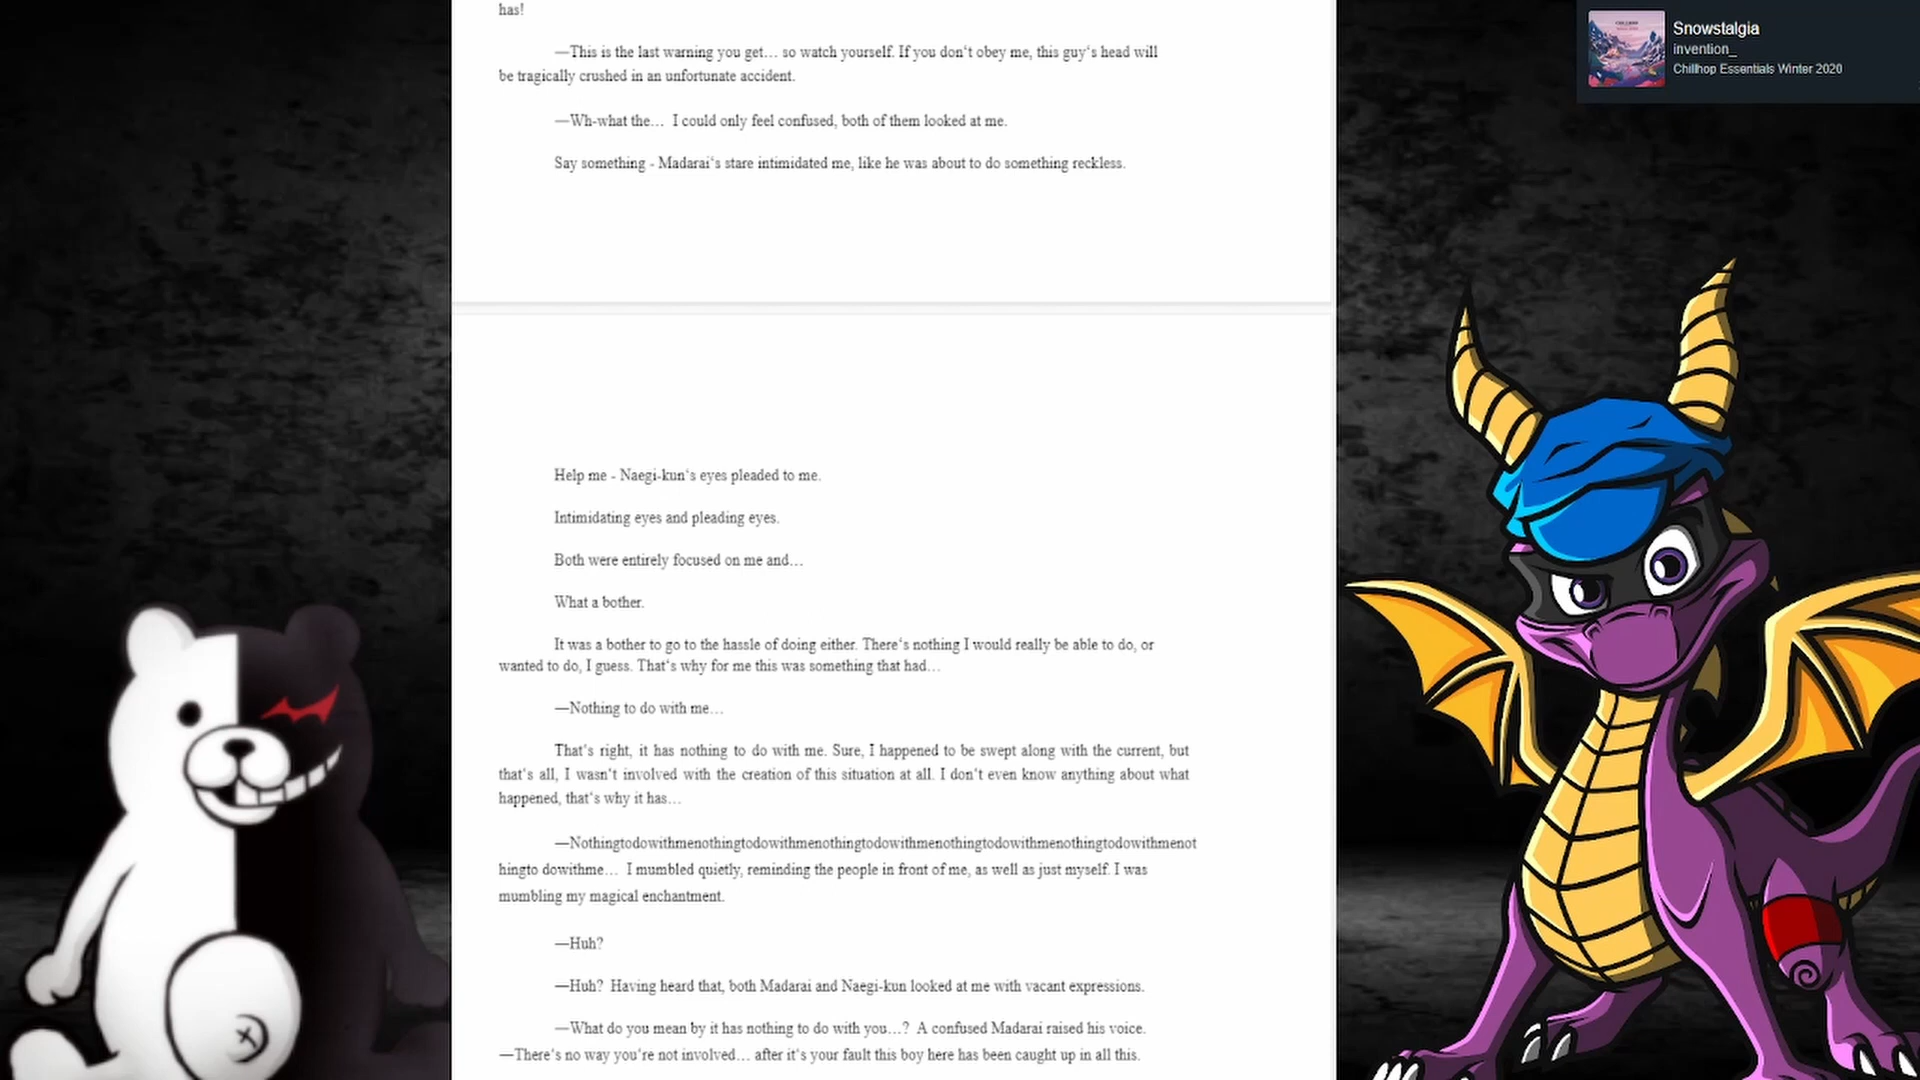 has!
—This is the last warning you get… so watch yourself. If you don‘t obey me, this guy‘s head will
be tragically crushed in an unfortunate accident.
—Wh-what the… I could only feel confused, both of them looked at me.
Say something - Madarai‘s stare intimidated me, like he was about to do something reckless.
Help me - Naegi-kun‘s eyes pleaded to me.
Intimidating eyes and pleading eyes.
Both were entirely focused on me and…
What a bother.
It was a bother to go to the hassle of doing either. There‘s nothing I would really be able to do, or
wanted to do, I guess. That‘s why for me this was something that had…
—Nothing to do with me…
That‘s right, it has nothing to do with me. Sure, I happened to be swept along with the current, but
that‘s all, I wasn‘t involved with the creation of this situation at all. I don‘t even know anything about what
happened, that‘s why it has…
—Nothingtodowithmenothingtodowithmenothingtodowithmenothingtodowithmenothingtodowithmenot
hingto dowithme… I mumbled quietly, reminding the people in front of me, as well as just myself. I was
mumbling my magical enchantment.
—Huh?
—Huh? Having heard that, both Madarai and Naegi-kun looked at me with vacant expressions.
—What do you mean by it has nothing to do with you…? A confused Madarai raised his voice.
—There‘s no way you‘re not involved… after it‘s your fault this boy here has been caught up in all this.
Snowstalgia
invention_
Chillhop Essentials Winter 2020